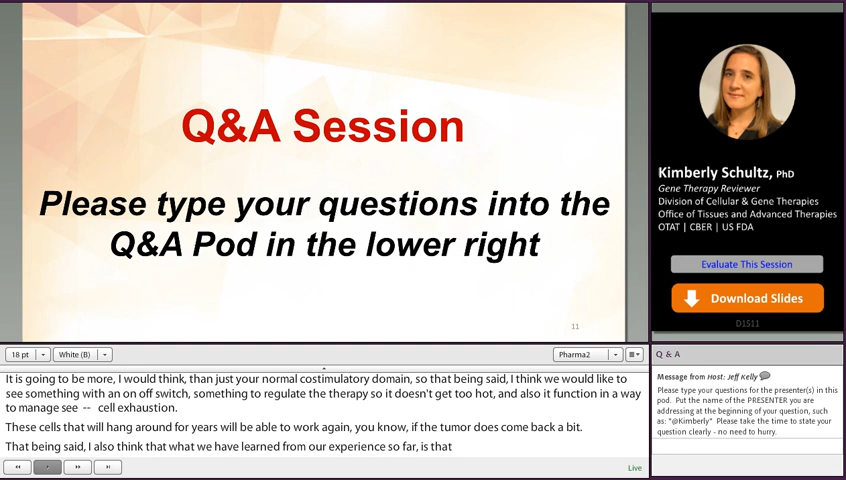 Q&A Session
Please type your questions into the
Q&A Pod in the lower right
11
Kimberly Schultz, PhD
Gene Therapy Reviewer
Division of Cellular & Gene Therapies
Office of Tissues and Advanced Therapies
OTAT | CBER | US FDA
Evaluate This Session
Download Slides
D1511
18 pt
White (B)
Pharma2
It is going to be more, I would think, than just your normal costimulatory domain, so that being said, I think we would like to
see something with an on off switch, something to regulate the therapy so it doesn't get too hot, and also it function in a way
to manage see -- cell exhaustion.
These cells that will hang around for years will be able to work again, you know, if the tumor does come back a bit.
That being said, I also think that what we have learned from our experience so far, is that
Live
Q & A
Message from Host: Jeff Kelly
Please type your questions for the presenter(s) in this
pod. Put the name of the PRESENTER you are
addressing at the beginning of your question, such
as: "@Kimberly" Please take the time to state your
question clearly - no need to hurry.